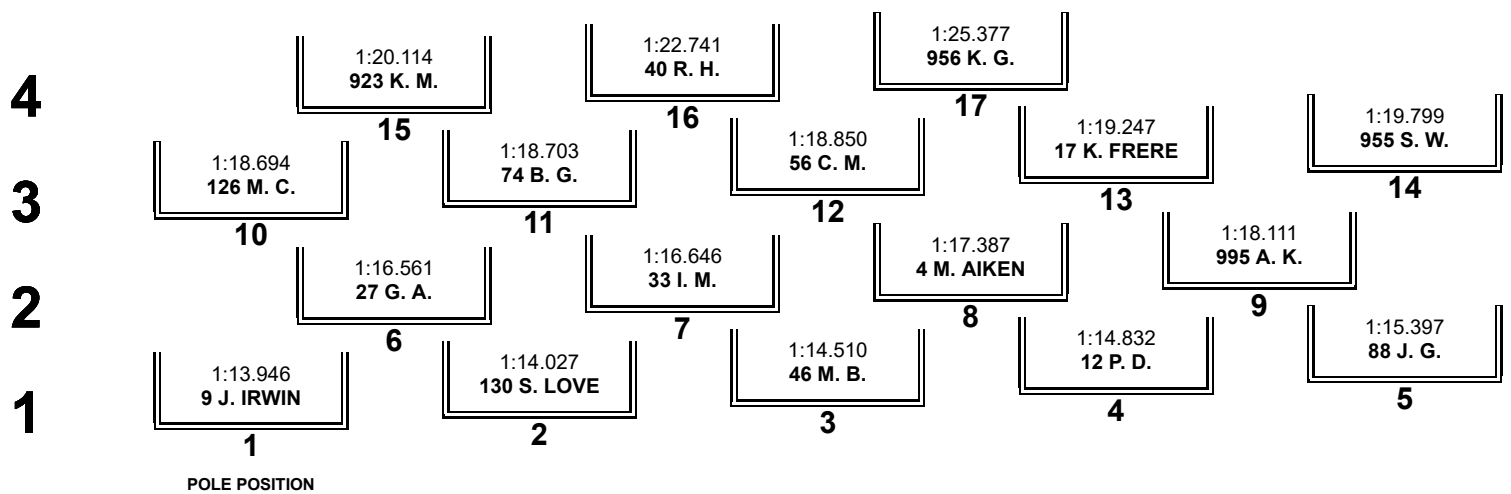 4
1:20.114
923 K. M.
15
1:22.741
40 R. H.
16
1:25.377
956 K. G.
17
3
1:18.694
126 M. C.
10
1:18.703
74 B. G.
11
1:18.850
56 C. M.
12
1:19.247
17 K. FRERE
13
1:19.799
955 S. W.
14
2
1:16.561
27 G. A.
6
1:16.646
33 I. M.
7
1:17.387
4 M. AIKEN
8
1:18.111
995 A. K.
9
1
1:13.946
9 J. IRWIN
1
1:14.027
130 S. LOVE
2
1:14.510
46 M. B.
3
1:14.832
12 P. D.
4
1:15.397
88 J. G.
5
POLE POSITION